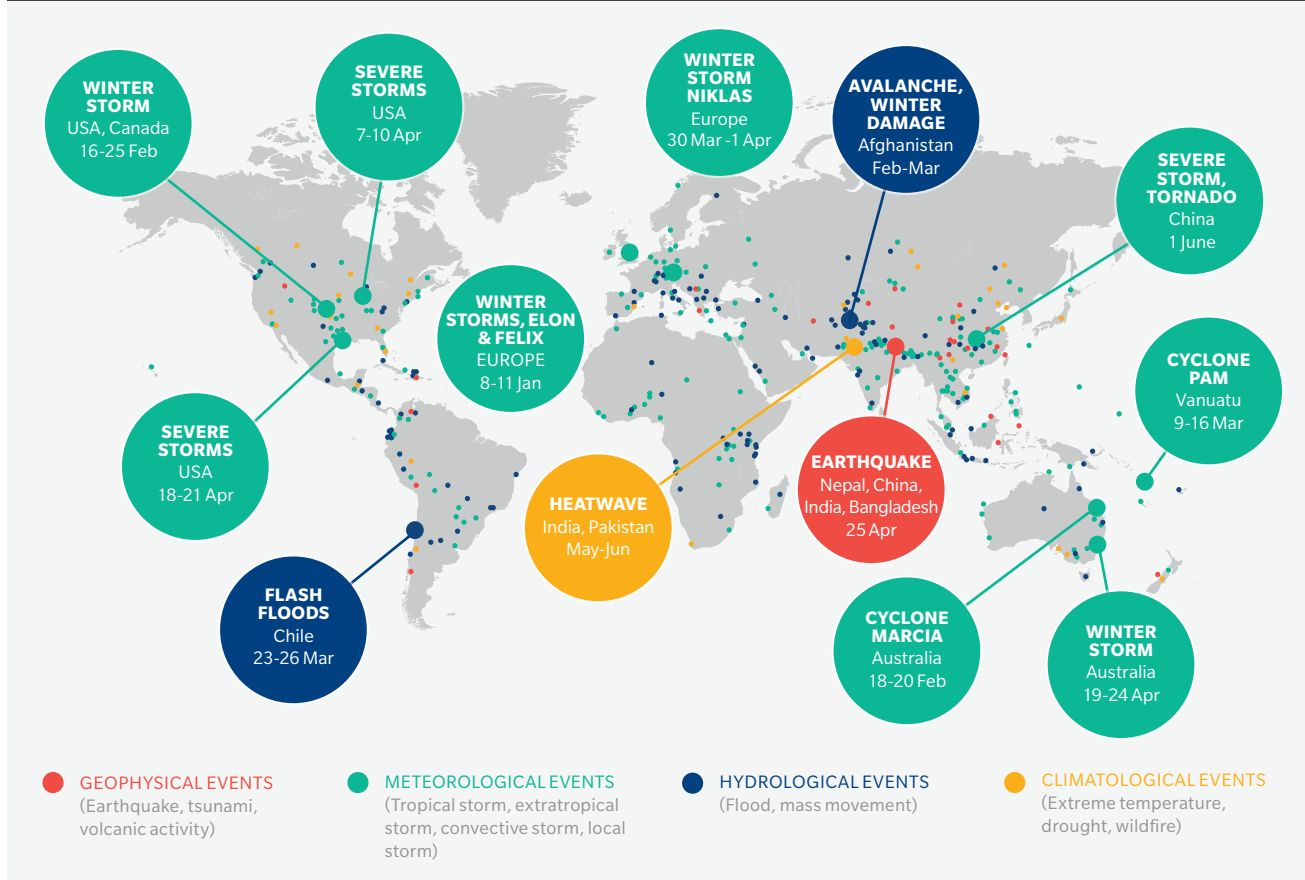 WINTER
STORM
USA, Canada
16-25 Feb
SEVERE
STORMS
USA
7-10 Apr
WINTER
STORM
NIKLAS
Europe
30 Mar -1 Apr
AVALANCHE,
WINTER
DAMAGE
Afghanistan
Feb-Mar
SEVERE
STORM,
TORNADO
China
1 June
WINTER
STORMS, ELON
& FELIX
EUROPE
8-11 Jan
CYCLONE
PAM
Vanuatu
9-16 Mar
SEVERE
STORMS
USA
18-21 Apr
HEATWAVE
India, Pakistan
May-Jun
EARTHQUAKE
Nepal, China,
India, Bangladesh
25 Apr
FLASH
FLOODS
Chile
23-26 Mar
CYCLONE
MARCIA
Australia
18-20 Feb
WINTER
STORM
Australia
19-24 Apr
GEOPHYSICAL EVENTS
(Earthquake, tsunami,
volcanic activity)
METEOROLOGICAL EVENTS
(Tropical storm, extratropical
storm, convective storm, local
storm)
HYDROLOGICAL EVENTS
(Flood, mass movement)
CLIMATOLOGICAL EVENTS
(Extreme temperature,
drought, wildfire)